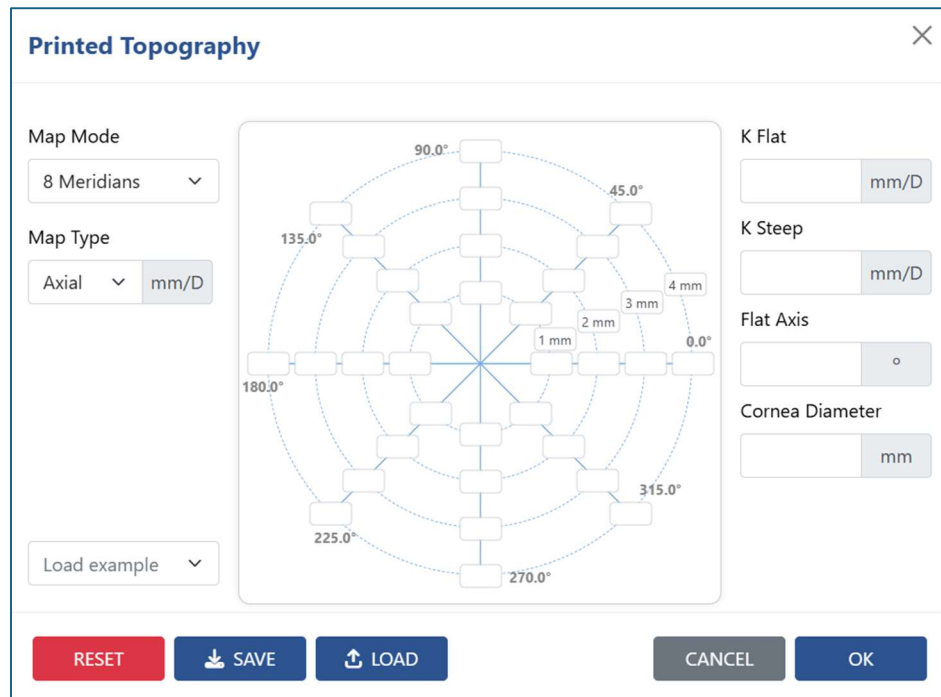 Printed Topography
Map Mode
8 Meridians
Map Type
Axial
mm/D
Load example
90.0°
45.0°
135.0°
4 mm
3 mm
2 mm
1 mm
0.0°
180.0°
315.0°
225.0°
270.0°
K Flat
mm/D
K Steep
mm/D
Flat Axis
°
Cornea Diameter
mm
RESET
SAVE
LOAD
CANCEL
OK